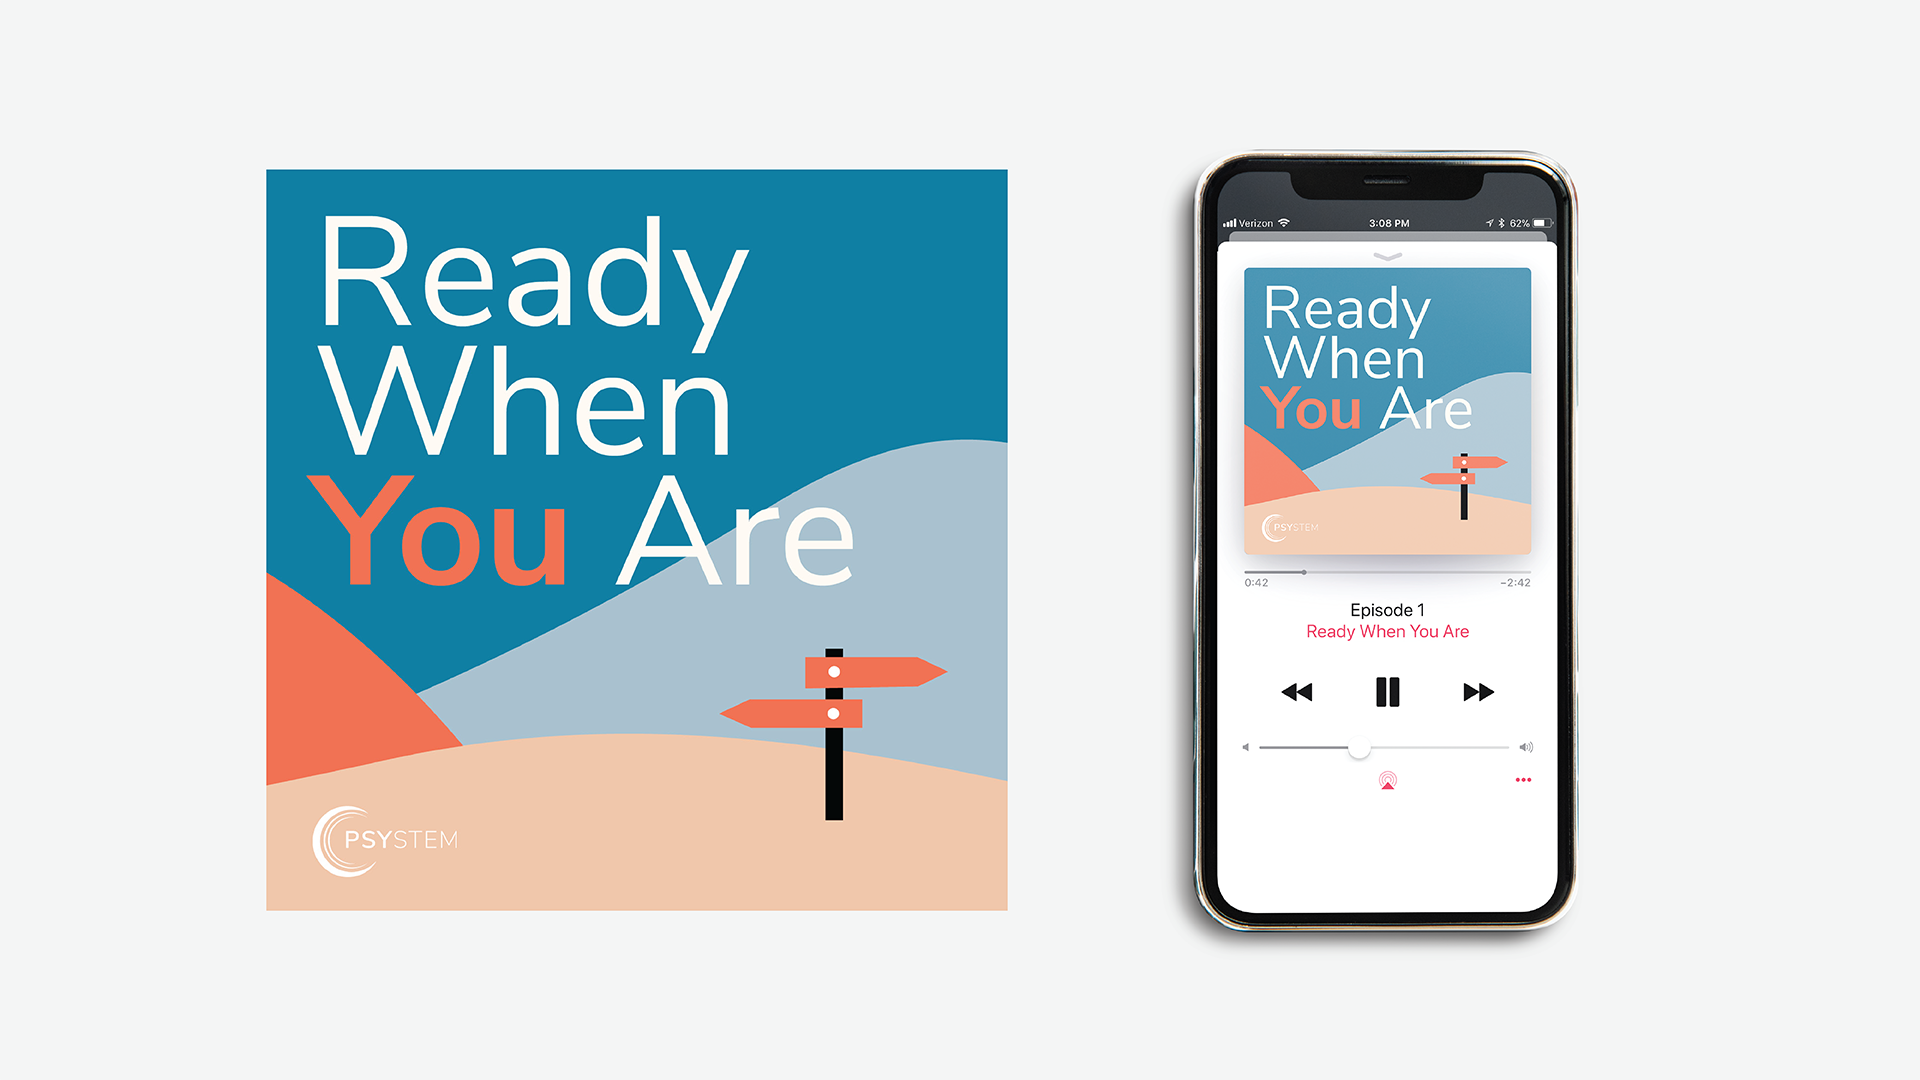 Ready
When
You Are
PSYSTEM
Verizon 3:08 PM 62%
Ready
When
You Are
PSYSTEM
0:42 −2:42
Episode 1
Ready When You Are